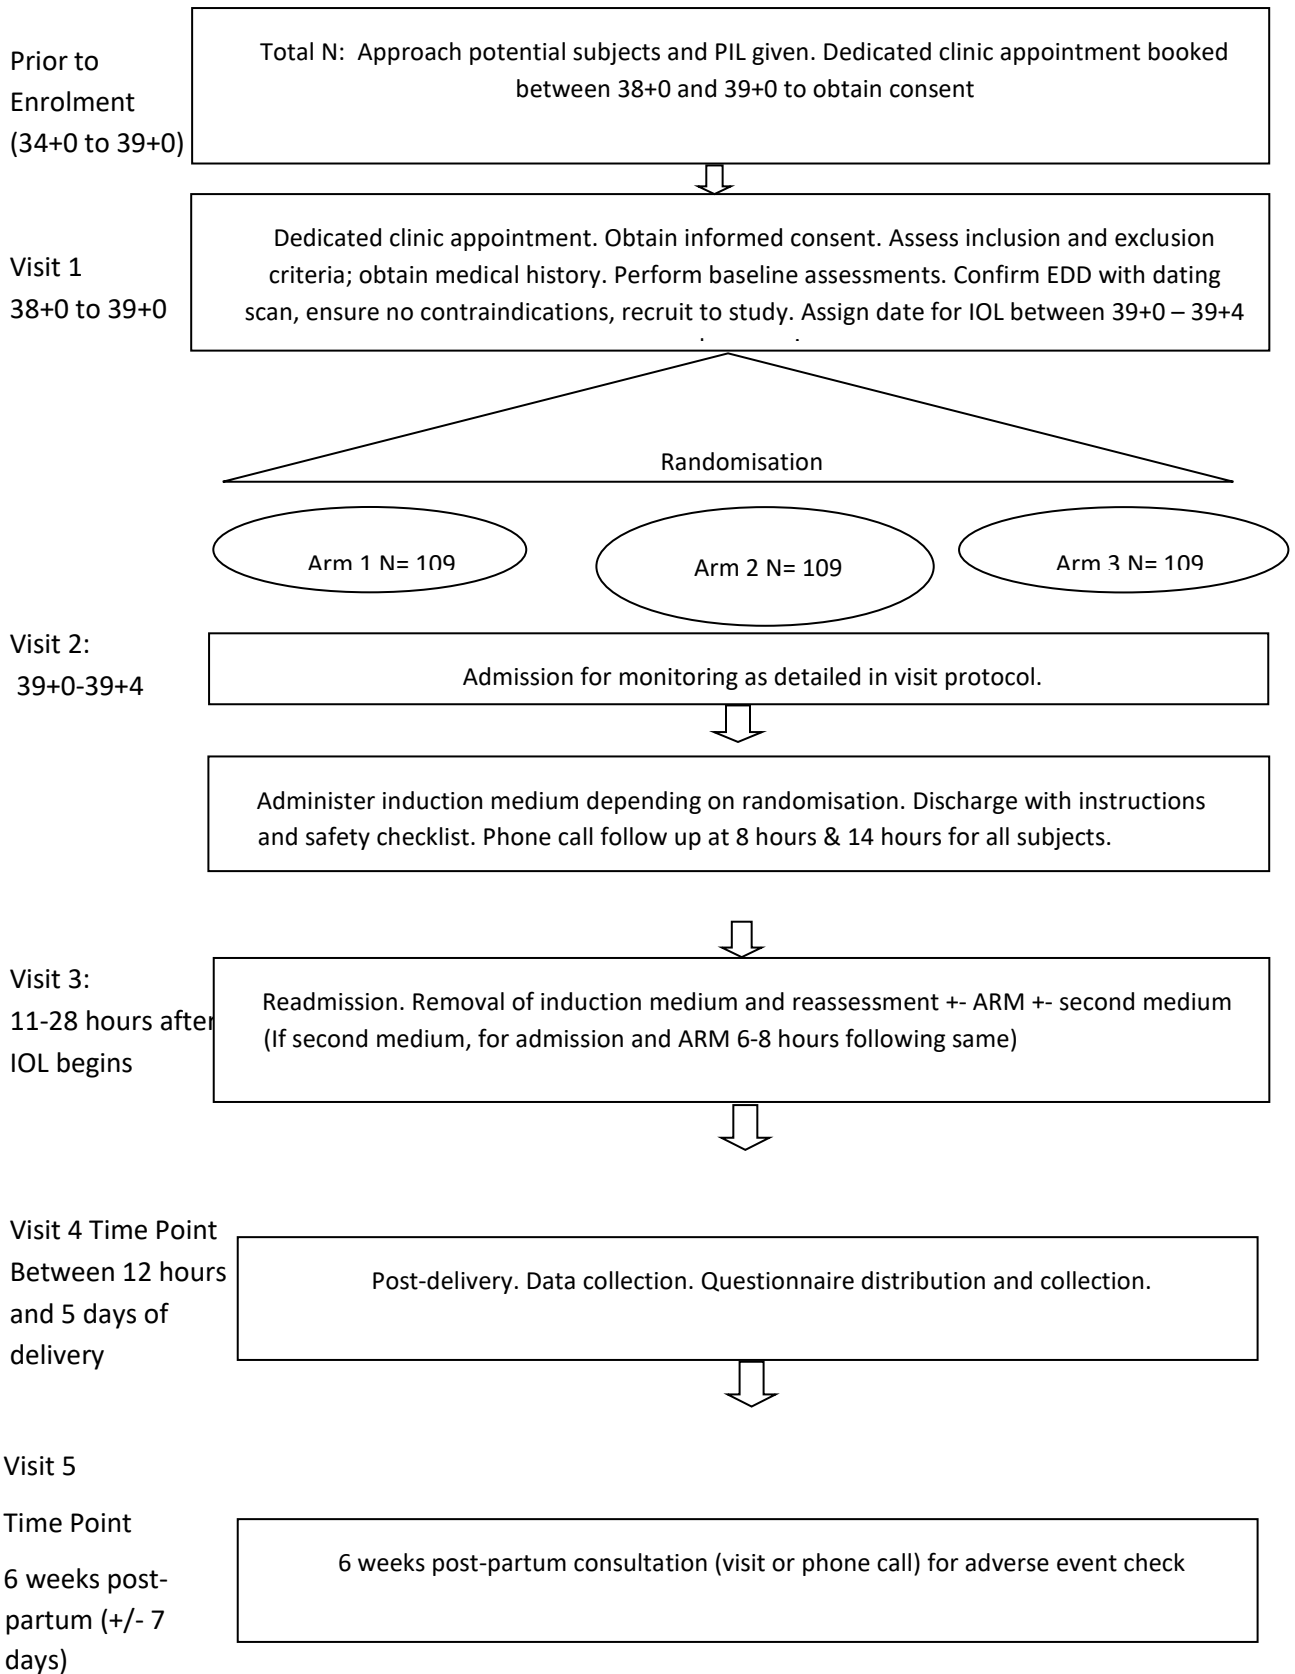 Prior to
Enrolment
(34+0 to 39+0)
Total N:  Approach potential subjects and PIL given. Dedicated clinic appointment booked
between 38+0 and 39+0 to obtain consent
Visit 1
38+0 to 39+0
Dedicated clinic appointment. Obtain informed consent. Assess inclusion and exclusion
criteria; obtain medical history. Perform baseline assessments. Confirm EDD with dating
scan, ensure no contraindications, recruit to study. Assign date for IOL between 39+0 – 39+4
Randomisation
Arm 1 N= 109
Arm 2 N= 109
Arm 3 N= 109
Visit 2:
39+0-39+4
Admission for monitoring as detailed in visit protocol.
Administer induction medium depending on randomisation. Discharge with instructions
and safety checklist. Phone call follow up at 8 hours & 14 hours for all subjects.
Visit 3:
11-28 hours after
IOL begins
Readmission. Removal of induction medium and reassessment +- ARM +- second medium
(If second medium, for admission and ARM 6-8 hours following same)
Visit 4 Time Point
Between 12 hours
and 5 days of
delivery
Post-delivery. Data collection. Questionnaire distribution and collection.
Visit 5
Time Point
6 weeks post-
partum (+/- 7
days)
6 weeks post-partum consultation (visit or phone call) for adverse event check